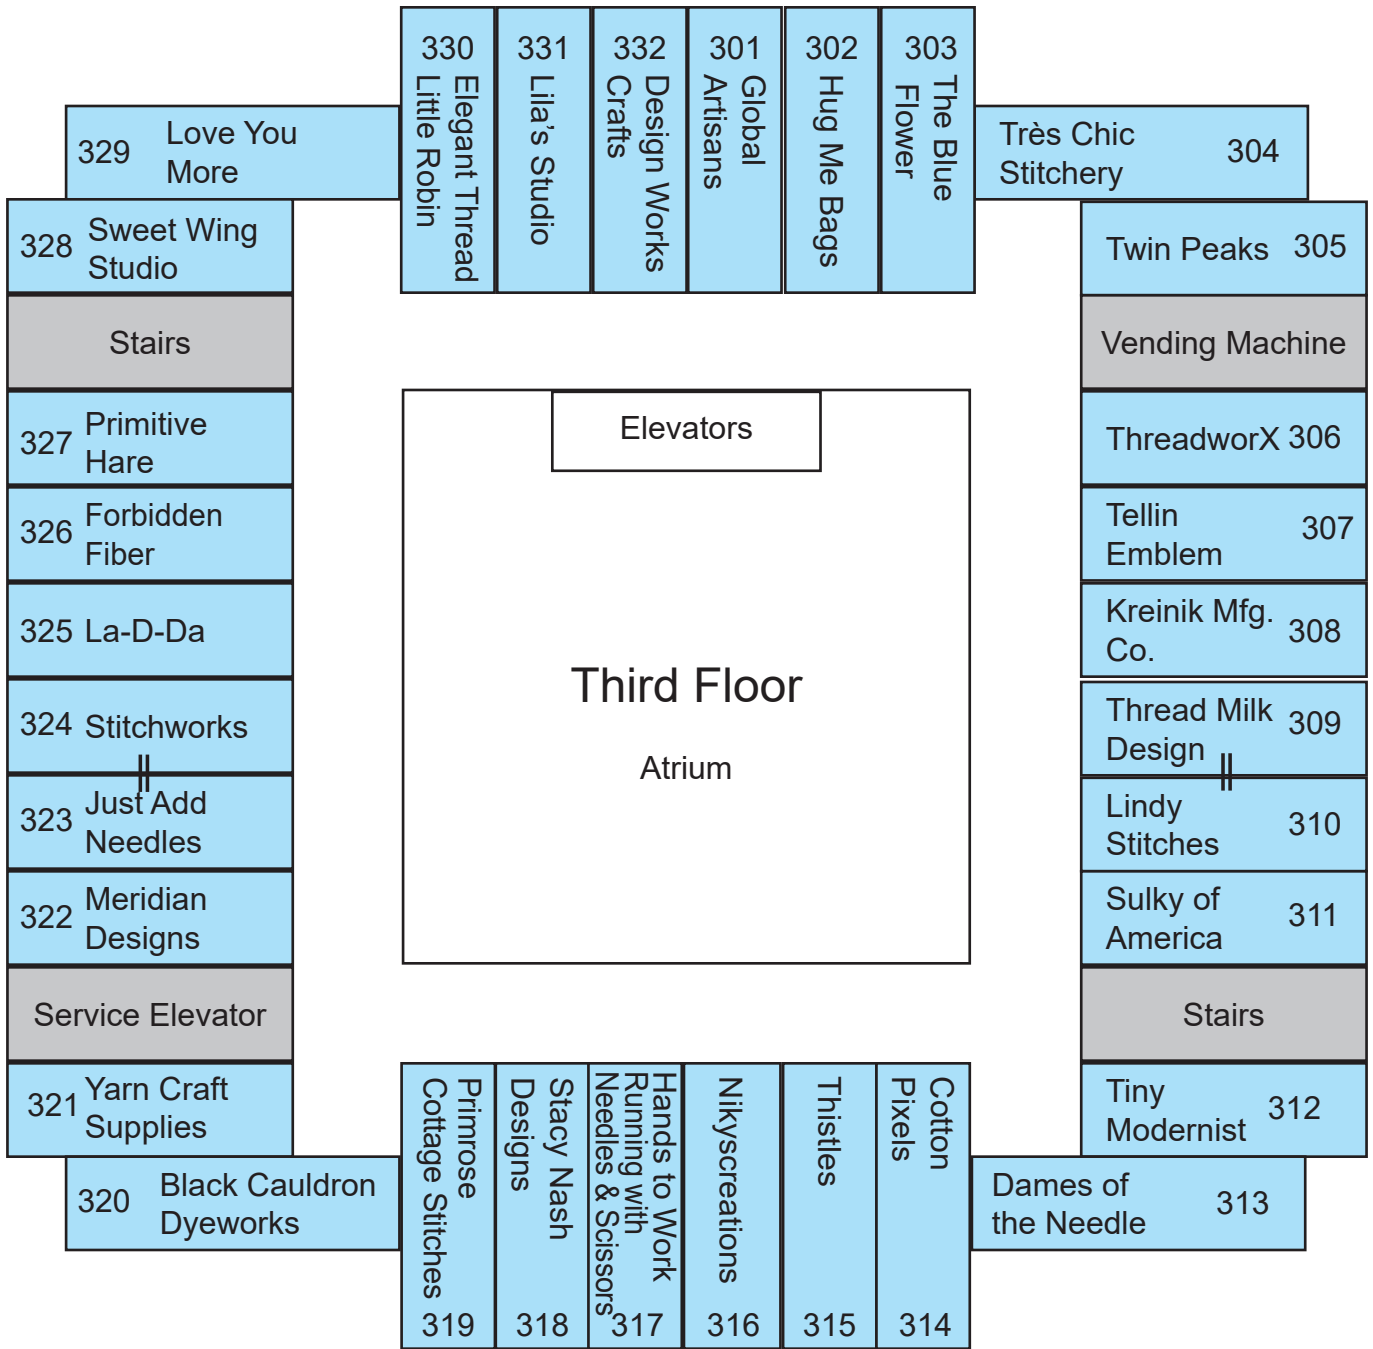 330
Elegant Thread
Little Robin
331
Lila's Studio
332
Design Works
Crafts
301
Global
Artisans
302
Hug Me Bags
303
The Blue
Flower
329
Love You
More
Très Chic
Stitchery
304
328
Sweet Wing
Studio
Twin Peaks
305
Stairs
Vending Machine
327
Primitive
Hare
Elevators
ThreadworX
306
326
Forbidden
Fiber
Tellin
Emblem
307
325
La-D-Da
Kreinik Mfg.
Co.
308
Third Floor
Atrium
324
Stitchworks
Thread Milk
Design
309
323
Just Add
Needles
Lindy
Stitches
310
322
Meridian
Designs
Sulky of
America
311
Service Elevator
Stairs
321
Yarn Craft
Supplies
Tiny
Modernist
312
320
Black Cauldron
Dyeworks
Primrose
Cottage Stitches
319
Stacy Nash
Designs
318
Hands to Work
Running with
Needles & Scissors
317
Nikyscreations
316
Thistles
315
Cotton
Pixels
314
Dames of
the Needle
313